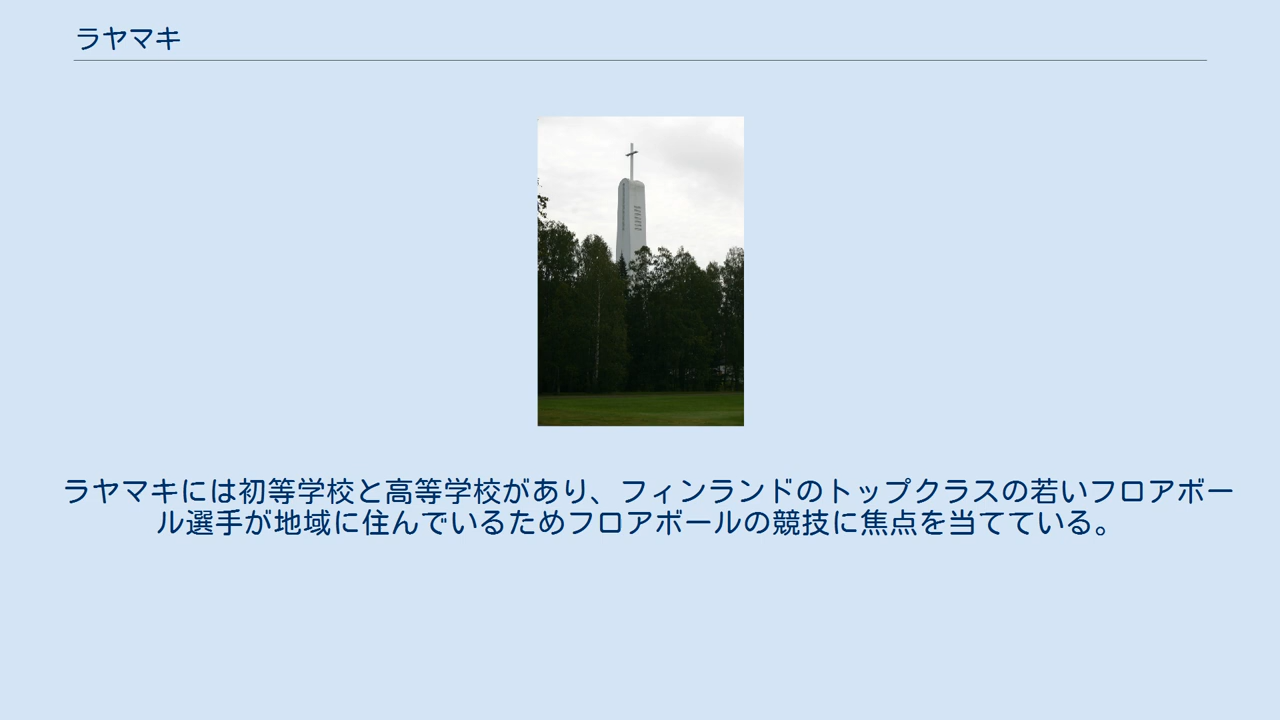 ラヤマキ
ラヤマキには初等学校と高等学校があり、フィンランドのトップクラスの若いフロアボー
ル選手が地域に住んでいるためフロアボールの競技に焦点を当てている。